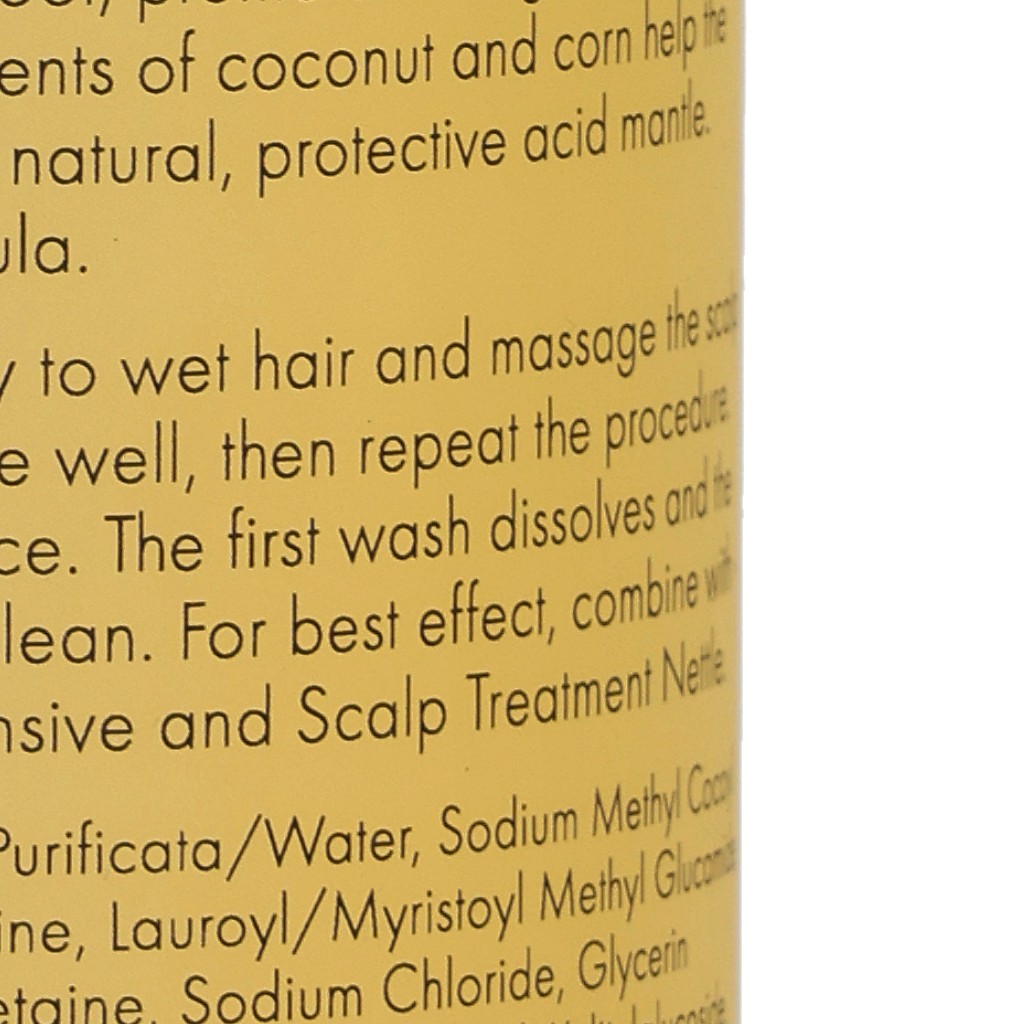 ents of coconut and corn help the
natural, protective acid mantle.
ula.
y to wet hair and massage the
e well, then repeat the procedure.
ce. The first wash dissolves and the
lean. For best effect, combine with
nsive and Scalp Treatment Nettle
Purificata/Water, Sodium Methyl
ine, Lauroyl/Myristoyl Methyl
etaine, Sodium Chloride, Glycerin